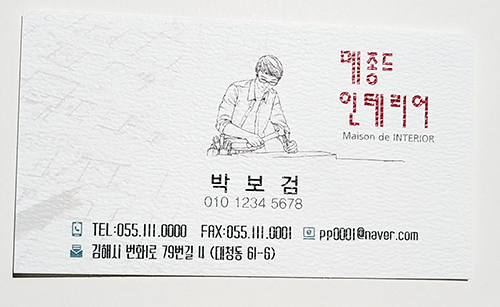 메종드
인테리어
Maison de INTERIOR
박보검
010 1234 5678
TEL:055.111.0000 FAX:055.111.0001 pp0001@naver.com
김해시 번화1로 79번길 4 (대청동 61-6)